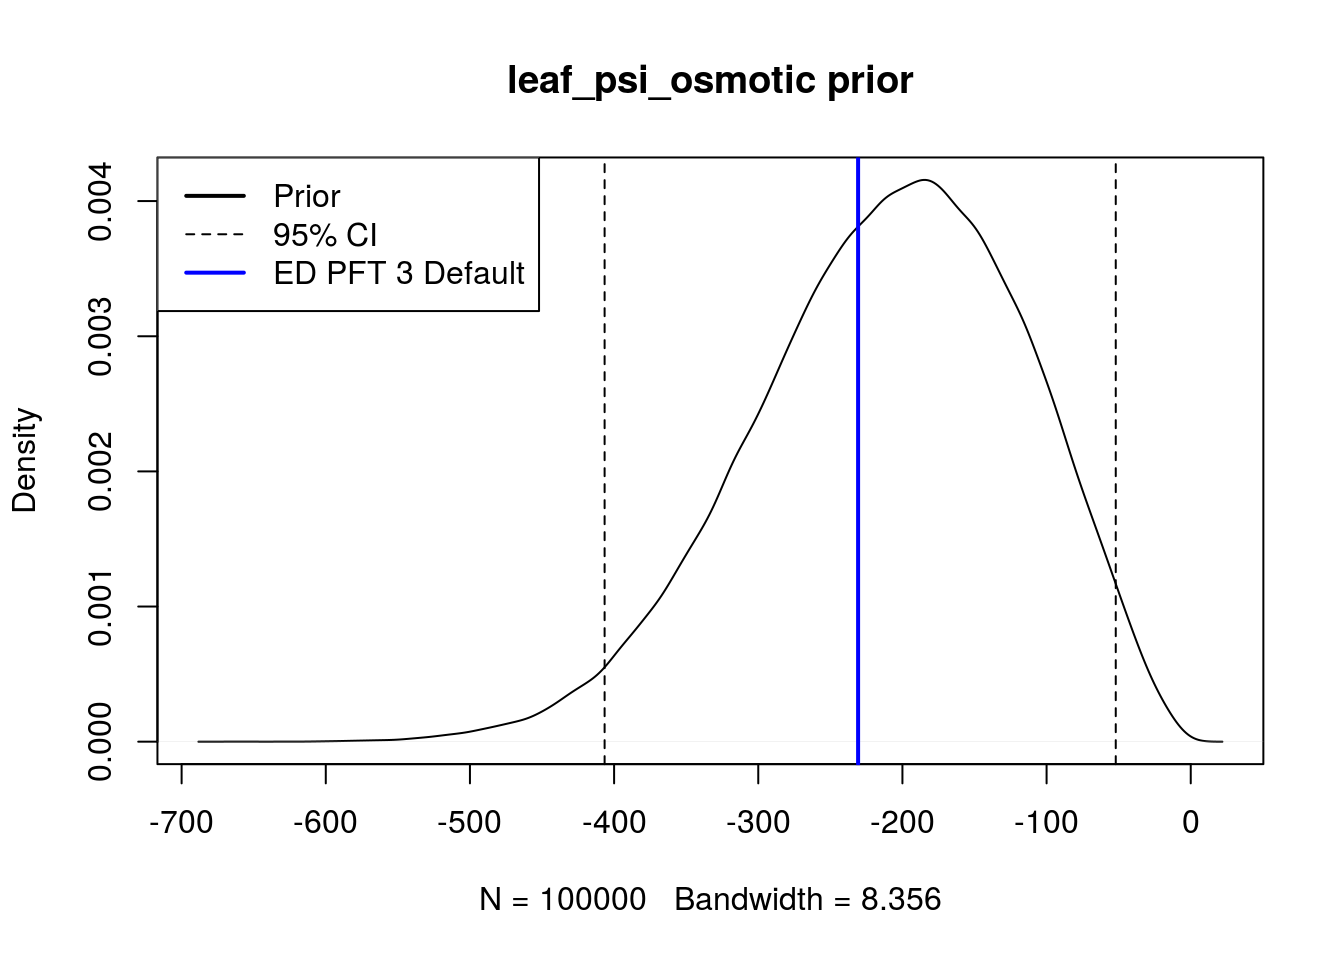 leaf_psi_osmotic prior
Prior
95% CI
ED PFT 3 Default
Density
0.004
0.003
0.002
0.001
0.000
-700 -600 -500 -400 -300 -200 -100 0
N = 100000 Bandwidth = 8.356